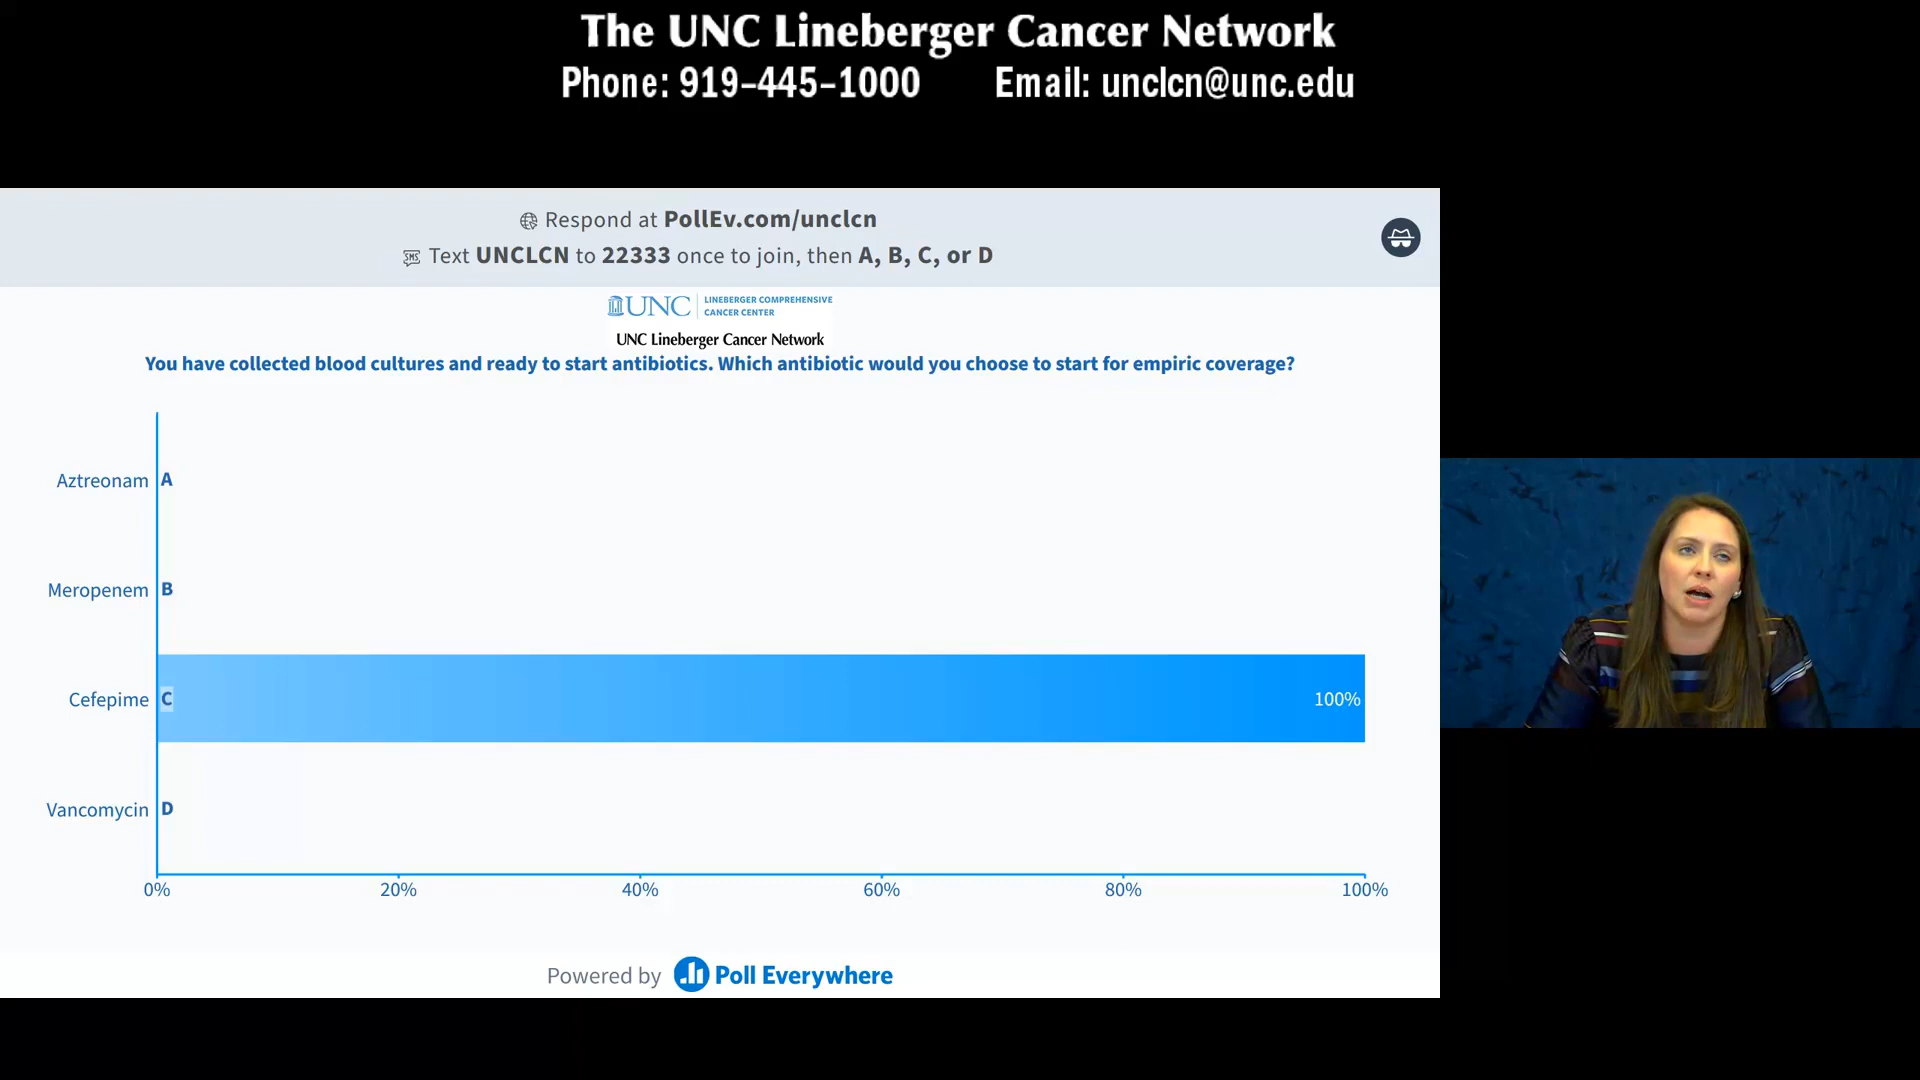 The UNC Lineberger Cancer Network
Phone: 919-445-1000 Email: unclcn@unc.edu
Respond at PollEv.com/unclcn
SMS Text UNCLCN to 22333 once to join, then A, B, C, or D
UNC LINEBERGER COMPREHENSIVE
CANCER CENTER
UNC Lineberger Cancer Network
You have collected blood cultures and ready to start antibiotics. Which antibiotic would you choose to start for empiric coverage?
Aztreonam A
Meropenem B
Cefepime C 100%
Vancomycin D
0% 20% 40% 60% 80% 100%
Powered by Poll Everywhere